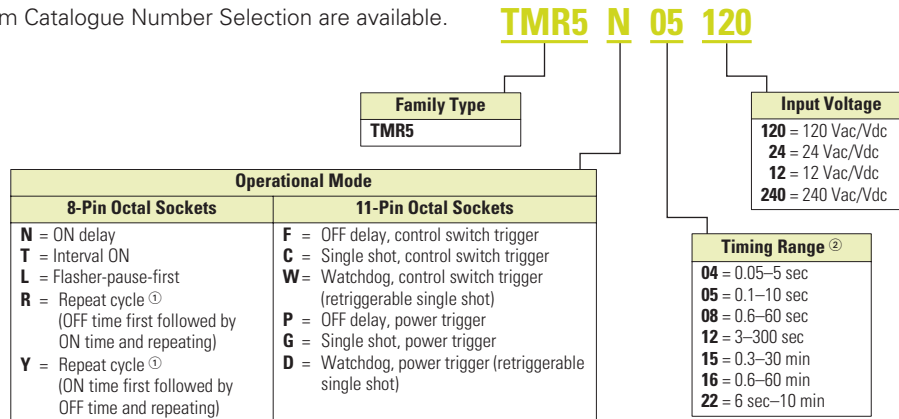 m Catalogue Number Selection are available.
TMR5 N 05 120
Family Type
TMR5
Input Voltage
120 = 120 Vac/Vdc
24 = 24 Vac/Vdc
12 = 12 Vac/Vdc
240 = 240 Vac/Vdc
Operational Mode
8-Pin Octal Sockets
N = ON delay
T = Interval ON
L = Flasher-pause-first
R = Repeat cycle ①
(OFF time first followed by
ON time and repeating)
Y = Repeat cycle ①
(ON time first followed by
OFF time and repeating)
11-Pin Octal Sockets
F = OFF delay, control switch trigger
C = Single shot, control switch trigger
W = Watchdog, control switch trigger
(retriggerable single shot)
P = OFF delay, power trigger
G = Single shot, power trigger
D = Watchdog, power trigger (retriggerable
single shot)
Timing Range ②
04 = 0.05–5 sec
05 = 0.1–10 sec
08 = 0.6–60 sec
12 = 3–300 sec
15 = 0.3–30 min
16 = 0.6–60 min
22 = 6 sec–10 min